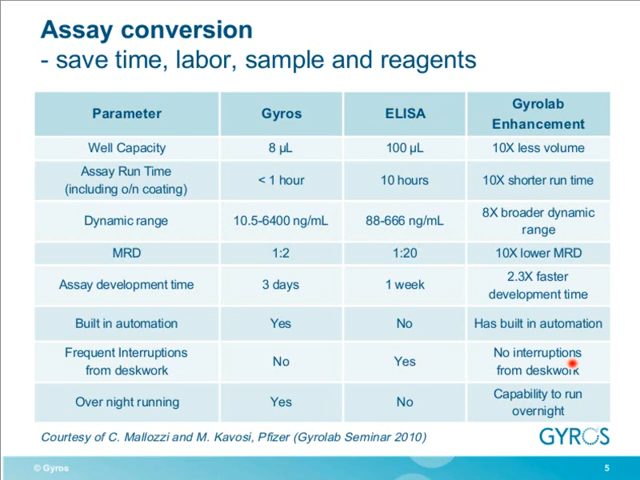 Assay conversion
- save time, labor, sample and reagents
Parameter Gyros ELISA Gyrolab Enhancement
Well Capacity 8 µL 100 µL 10X less volume
Assay Run Time (including o/n coating) < 1 hour 10 hours 10X shorter run time
Dynamic range 10.5-6400 ng/mL 88-666 ng/mL 8X broader dynamic range
MRD 1:2 1:20 10X lower MRD
Assay development time 3 days 1 week 2.3X faster development time
Built in automation Yes No Has built in automation
Frequent Interruptions from deskwork No Yes No interruptions from deskwork
Over night running Yes No Capability to run overnight
Courtesy of C. Mallozzi and M. Kavosi, Pfizer (Gyrolab Seminar 2010)
GYROS
© Gyros 5